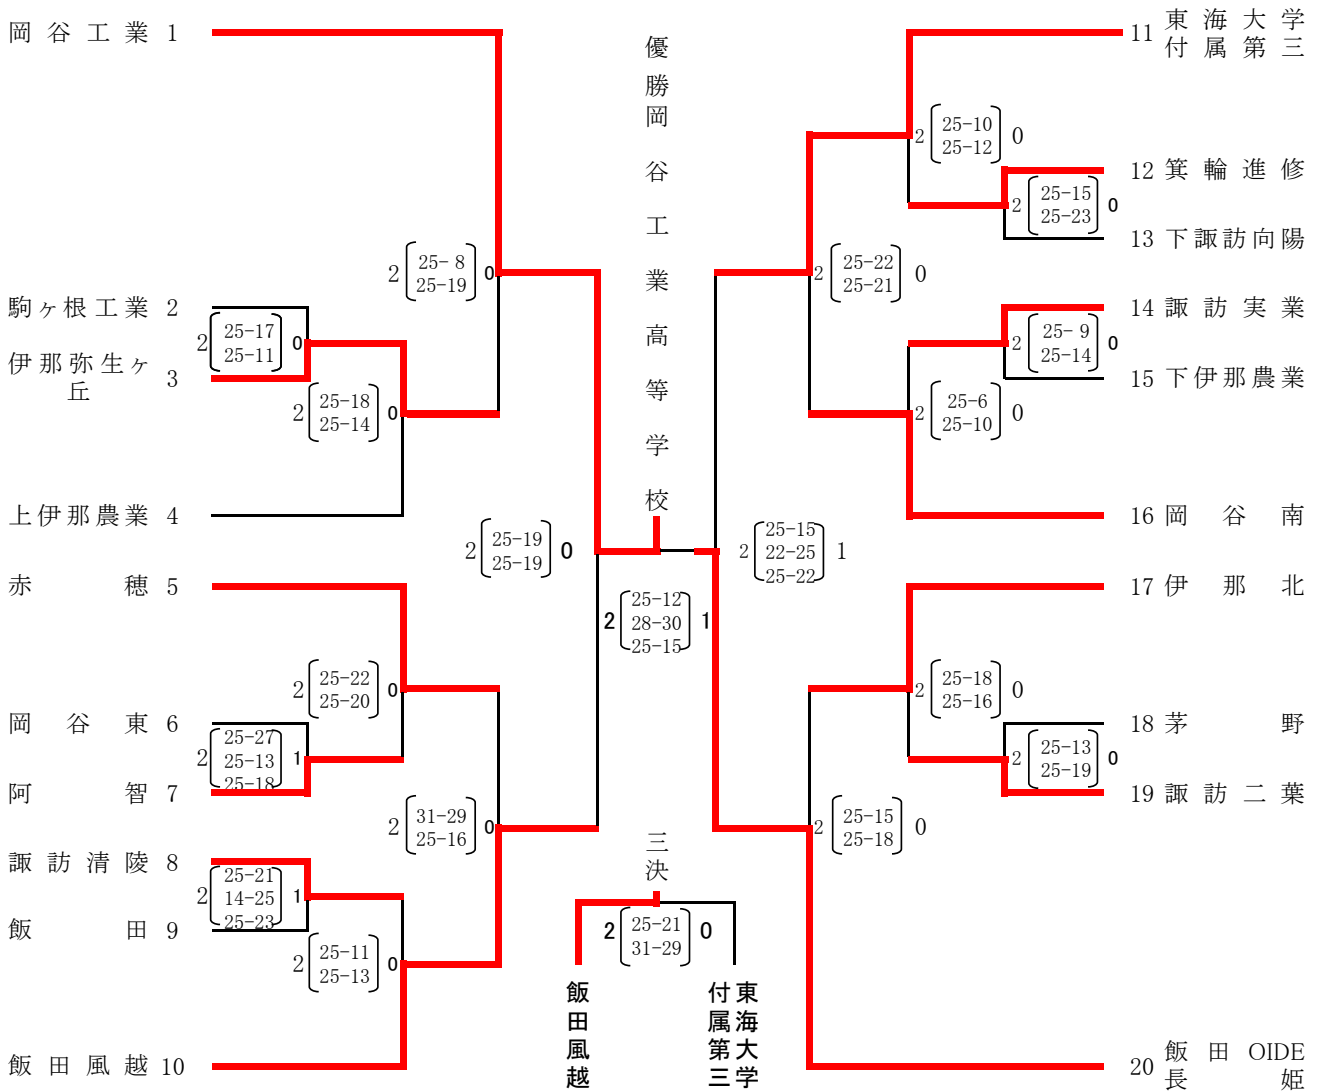 岡谷工業 1
駒ヶ根工業 2
伊那弥生ヶ
丘 3
上伊那農業 4
赤穂 5
岡谷東 6
阿智 7
諏訪清陵 8
飯田 9
飯田風越 10
2 25-17 0
25-11
2 25-18 0
25-14
2 25- 8 0
25-19
2 25-22 0
25-20
2 25-27 1
25-13
25-18
2 25-21 1
14-25
25-23
2 25-11 0
25-13
2 31-29 0
25-16
2 25-19 0
25-19
優勝岡谷工業高等学校
2 25-12 1
28-30
25-15
三決
2 25-21 0
31-29
飯田風越
東海大学
付属第三
2 25-15 1
22-25
25-22
2 25-22 0
25-21
2 25-10 0
25-12
2 25-15 0
25-23
2 25- 9 0
25-14
2 25-6 0
25-10
2 25-18 0
25-16
2 25-13 0
25-19
2 25-15 0
25-18
11 東海大学
付属第三
12 箕輪進修
13 下諏訪向陽
14 諏訪実業
15 下伊那農業
16 岡谷南
17 伊那北
18 茅野
19 諏訪二葉
20 飯田 OIDE
長姫